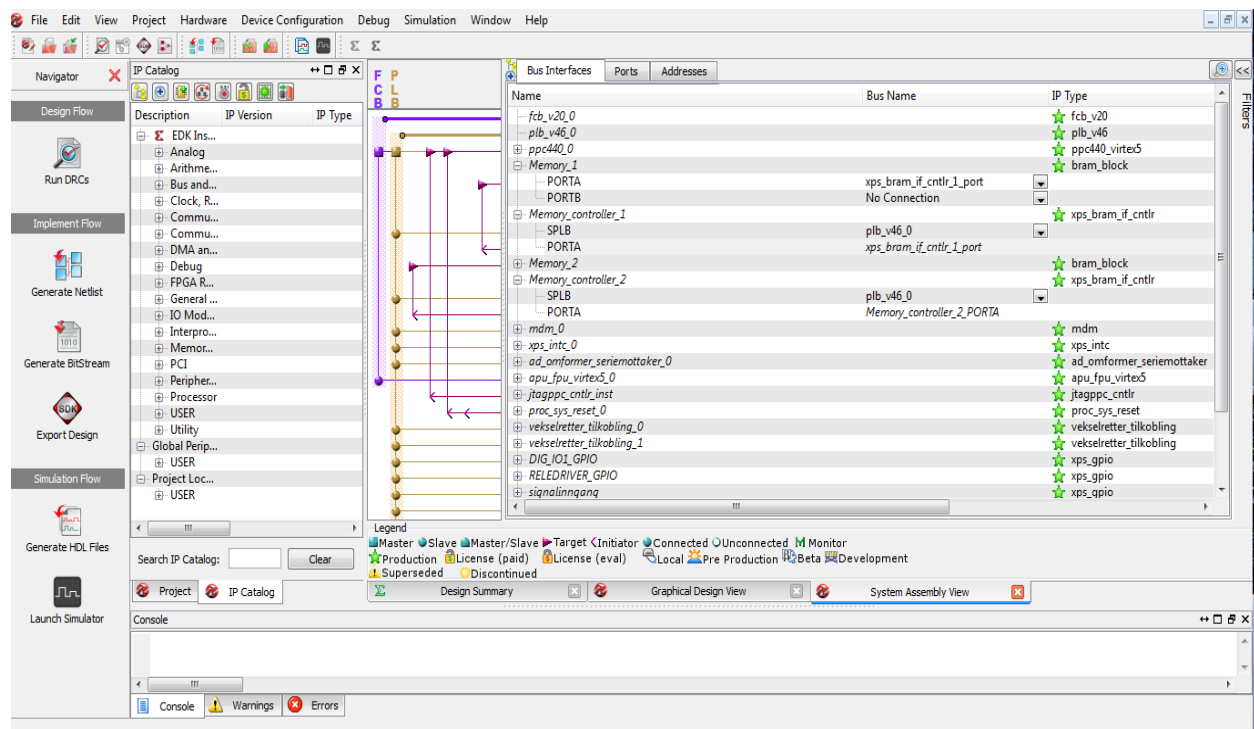 File Edit View Project Hardware Device Configuration Debug Simulation Window Help
Navigator
Design Flow
Run DRCs
Implement Flow
Generate Netlist
1010
Generate BitStream
SDK
Export Design
Simulation Flow
Generate HDL Files
Launch Simulator
IP Catalog
Description IP Version IP Type
EDK Ins...
Analog
Arithme...
Bus and...
Clock, R...
Commu...
Commu...
DMA an...
Debug
FPGA R...
General ...
IO Mod...
Interpro...
Memor...
PCI
Peripher...
Processor
USER
Utility
Global Perip...
USER
Project Loc...
USER
Search IP Catalog: Clear
Project IP Catalog
F P
C L
B B
Bus Interfaces Ports Addresses
Name Bus Name IP Type
fcb_v20_0 fcb_v20
plb_v46_0 plb_v46
ppc440_0 ppc440_virtex5
Memory_1 bram_block
PORTA xps_bram_if_cntlr_1_port
PORTB No Connection
Memory_controller_1 xps_bram_if_cntlr
SPLB plb_v46_0
PORTA xps_bram_if_cntlr_1_port
Memory_2 bram_block
Memory_controller_2 xps_bram_if_cntlr
SPLB plb_v46_0
PORTA Memory_controller_2_PORTA
mdm_0 mdm
xps_intc_0 xps_intc
ad_omformer_seriemottaker_0 ad_omformer_seriemottaker
apu_fpu_virtex5_0 apu_fpu_virtex5
jtagppc_cntlr_inst jtagppc_cntlr
proc_sys_reset_0 proc_sys_reset
vekselretter_tilkobling_0 vekselretter_tilkobling
vekselretter_tilkobling_1 vekselretter_tilkobling
DIG_IO1_GPIO xps_gpio
RELEDRIVER_GPIO xps_gpio
signalinngang xps_gpio
Filters
Legend
Master Slave Master/Slave Target Initiator Connected Unconnected M Monitor
Production License (paid) License (eval) Local Pre Production Beta Development
Superseded Discontinued
Design Summary Graphical Design View System Assembly View
Console
Console Warnings Errors